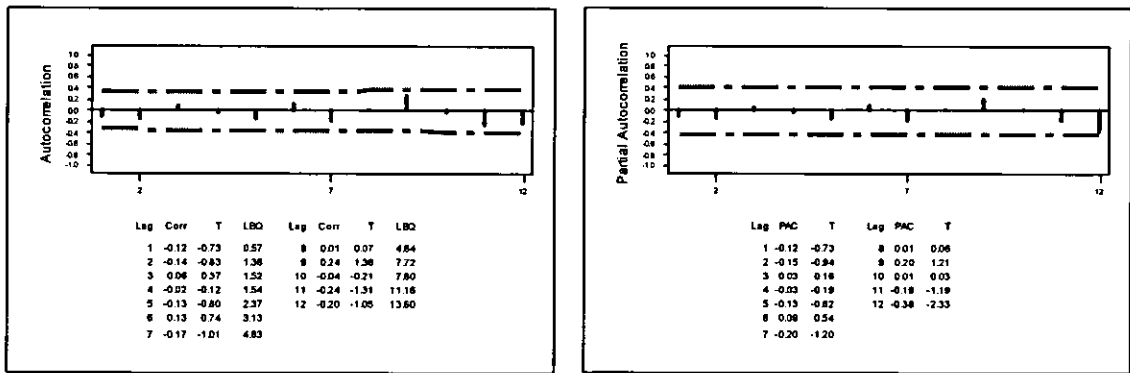 Autocorrelation
1.0
0.8
0.6
0.4
0.2
0.0
-0.2
-0.4
-0.6
-0.8
-1.0
2 7 12
Lag Corr T LBQ Lag Corr T LBQ
1 -0.12 -0.73 0.57 8 0.01 0.07 4.84
2 -0.14 -0.83 1.36 9 0.24 1.36 7.72
3 0.06 0.37 1.52 10 -0.04 -0.21 7.80
4 -0.02 -0.12 1.54 11 -0.24 -1.31 11.16
5 -0.13 -0.80 2.37 12 -0.20 -1.05 13.60
6 0.13 0.74 3.13
7 -0.17 -1.01 4.83
Partial Autocorrelation
1.0
0.8
0.6
0.4
0.2
0.0
-0.2
-0.4
-0.6
-0.8
-1.0
2 7 12
Lag PAC T Lag PAC T
1 -0.12 -0.73 8 0.01 0.06
2 -0.15 -0.94 9 0.20 1.21
3 0.03 0.16 10 0.01 0.03
4 -0.03 -0.19 11 -0.19 -1.19
5 -0.13 -0.82 12 -0.38 -2.33
6 0.09 0.54
7 -0.20 -1.20